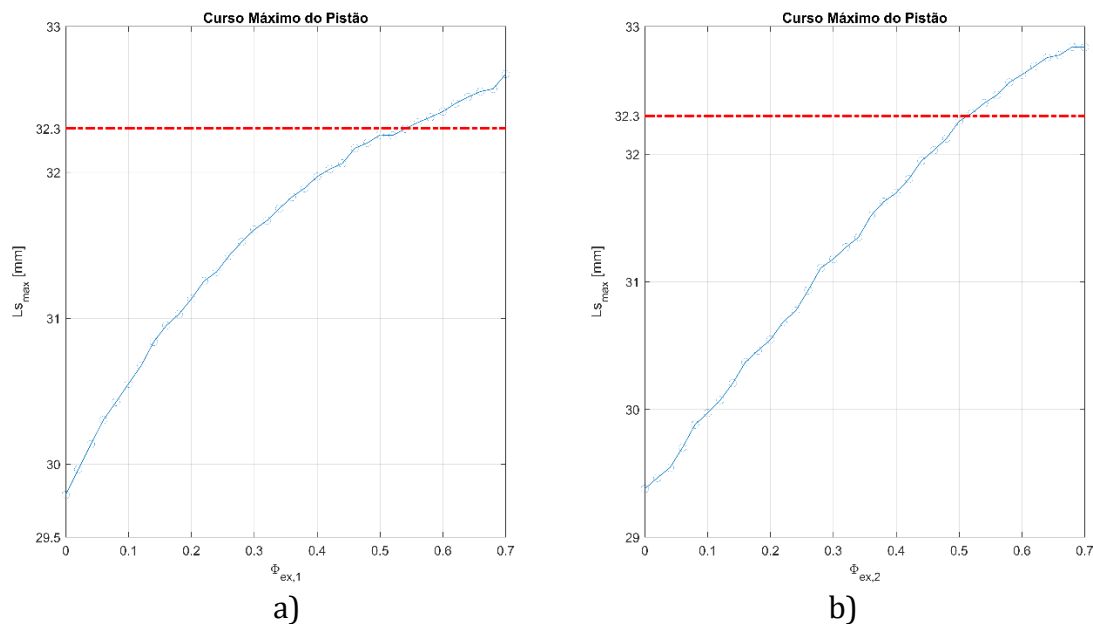 Curso Máximo do Pistão
33
32.3
32
31
30
29.5
Ls_max [mm]
0 0.1 0.2 0.3 0.4 0.5 0.6 0.7
Φ_ex,1
a)
Curso Máximo do Pistão
33
32.3
32
31
30
29
Ls_max [mm]
0 0.1 0.2 0.3 0.4 0.5 0.6 0.7
Φ_ex,2
b)